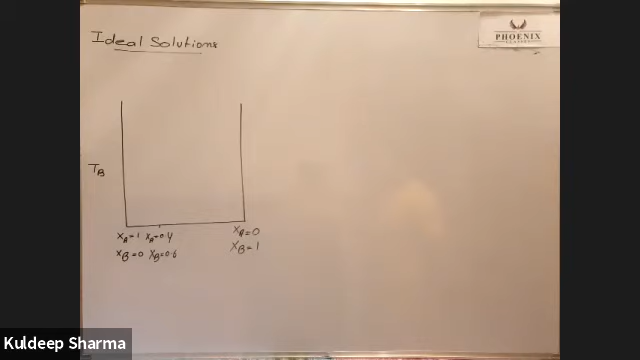 Ideal Solutions
PHOENIX
CLASSES
T_B
X_A=1 X_A=0.4 X_A=0
X_B=0 X_B=0.6 X_B=1
Kuldeep Sharma